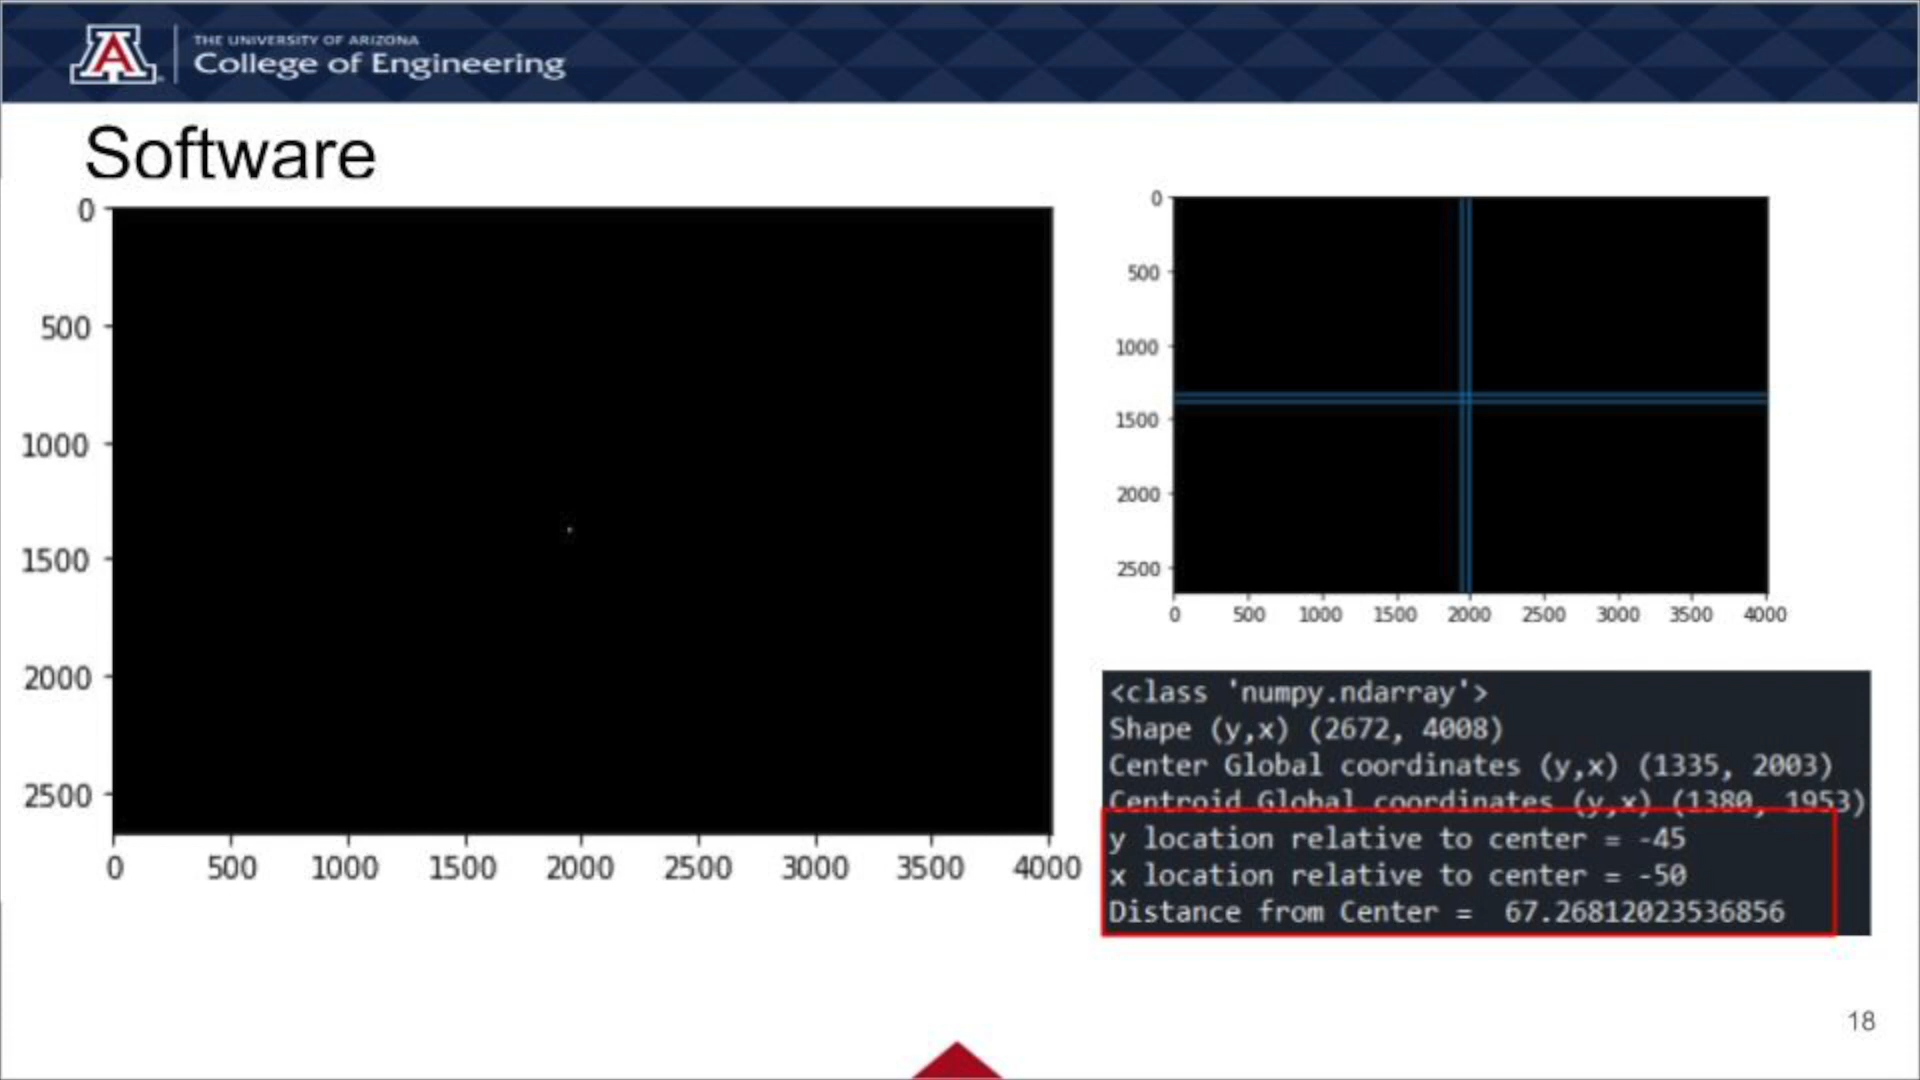 THE UNIVERSITY OF ARIZONA
College of Engineering
Software
0
500
1000
1500
2000
2500
0 500 1000 1500 2000 2500 3000 3500 4000
0
500
1000
1500
2000
2500
0 500 1000 1500 2000 2500 3000 3500 4000
<class 'numpy.ndarray'>
Shape (y,x) (2672, 4008)
Center Global coordinates (y,x) (1335, 2003)
Centroid Global coordinates (y,x) (1380, 1953)
y location relative to center = -45
x location relative to center = -50
Distance from Center =  67.26812023536856
18